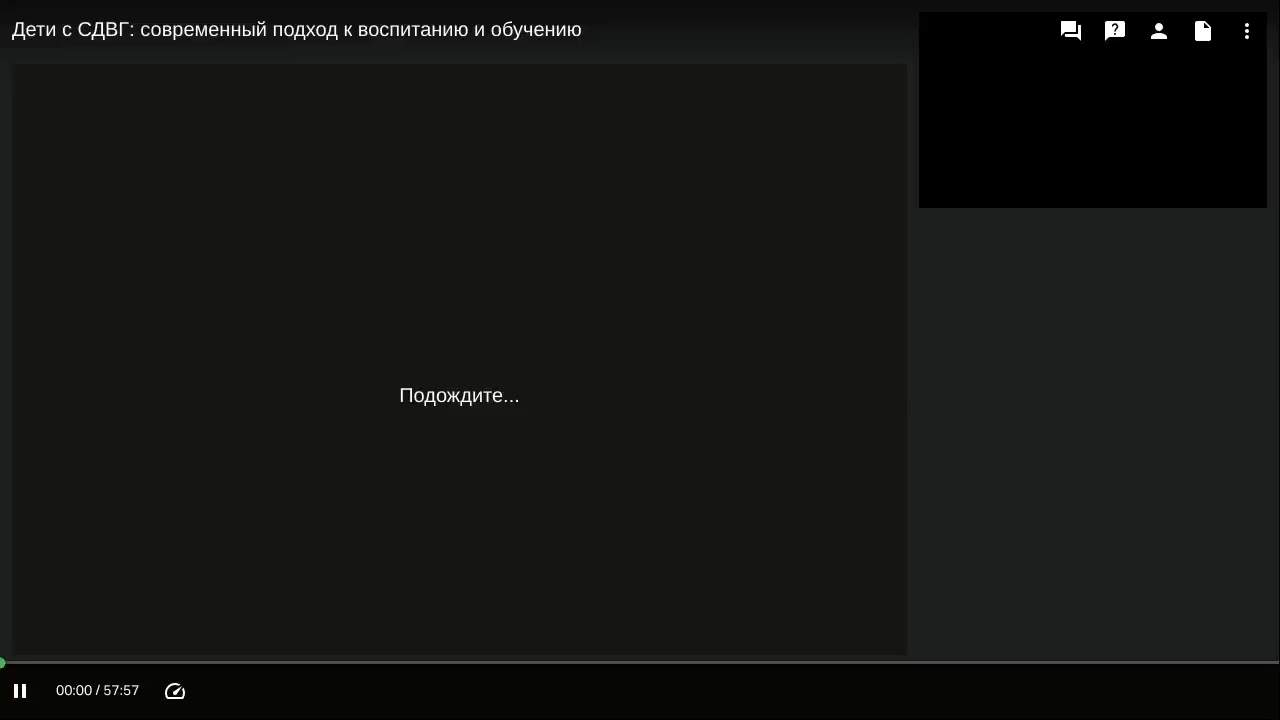 Дети с СДВГ: современный подход к воспитанию и обучению
Подождите...
00:00 / 57:57